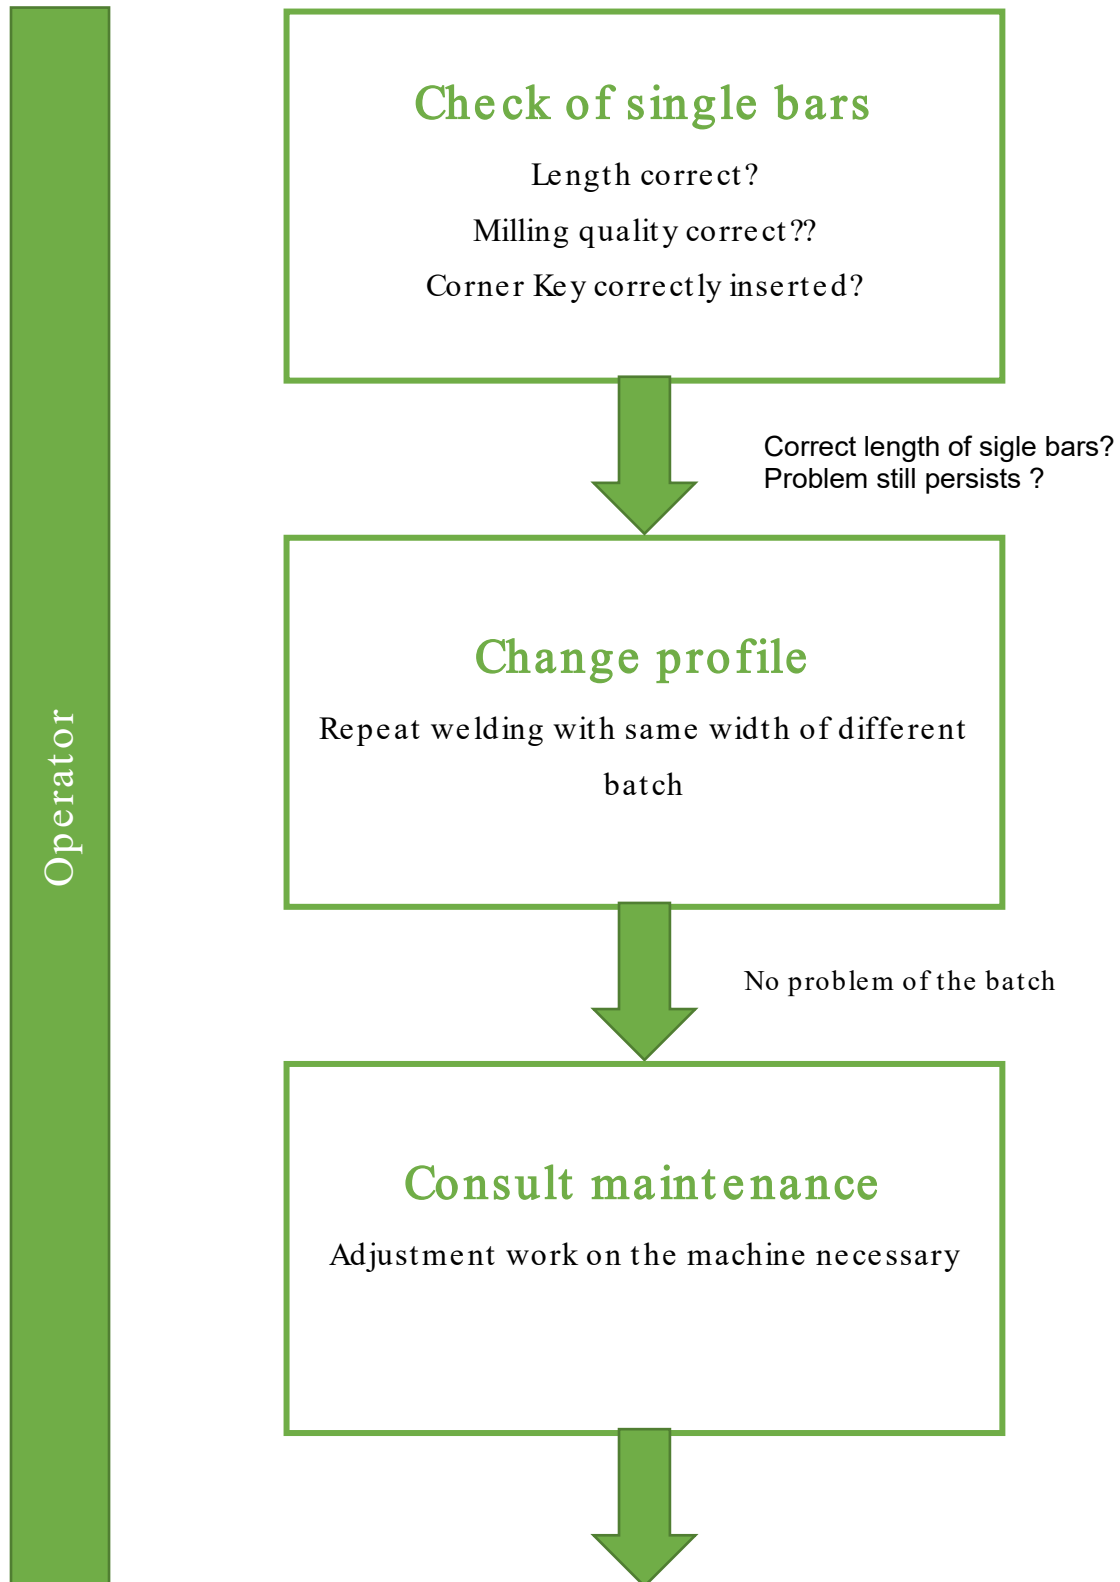 Operator
Check of single bars
Length correct?
Milling quality correct??
Corner Key correctly inserted?
Correct length of sigle bars?
Problem still persists ?
Change profile
Repeat welding with same width of different
batch
No problem of the batch
Consult maintenance
Adjustment work on the machine necessary